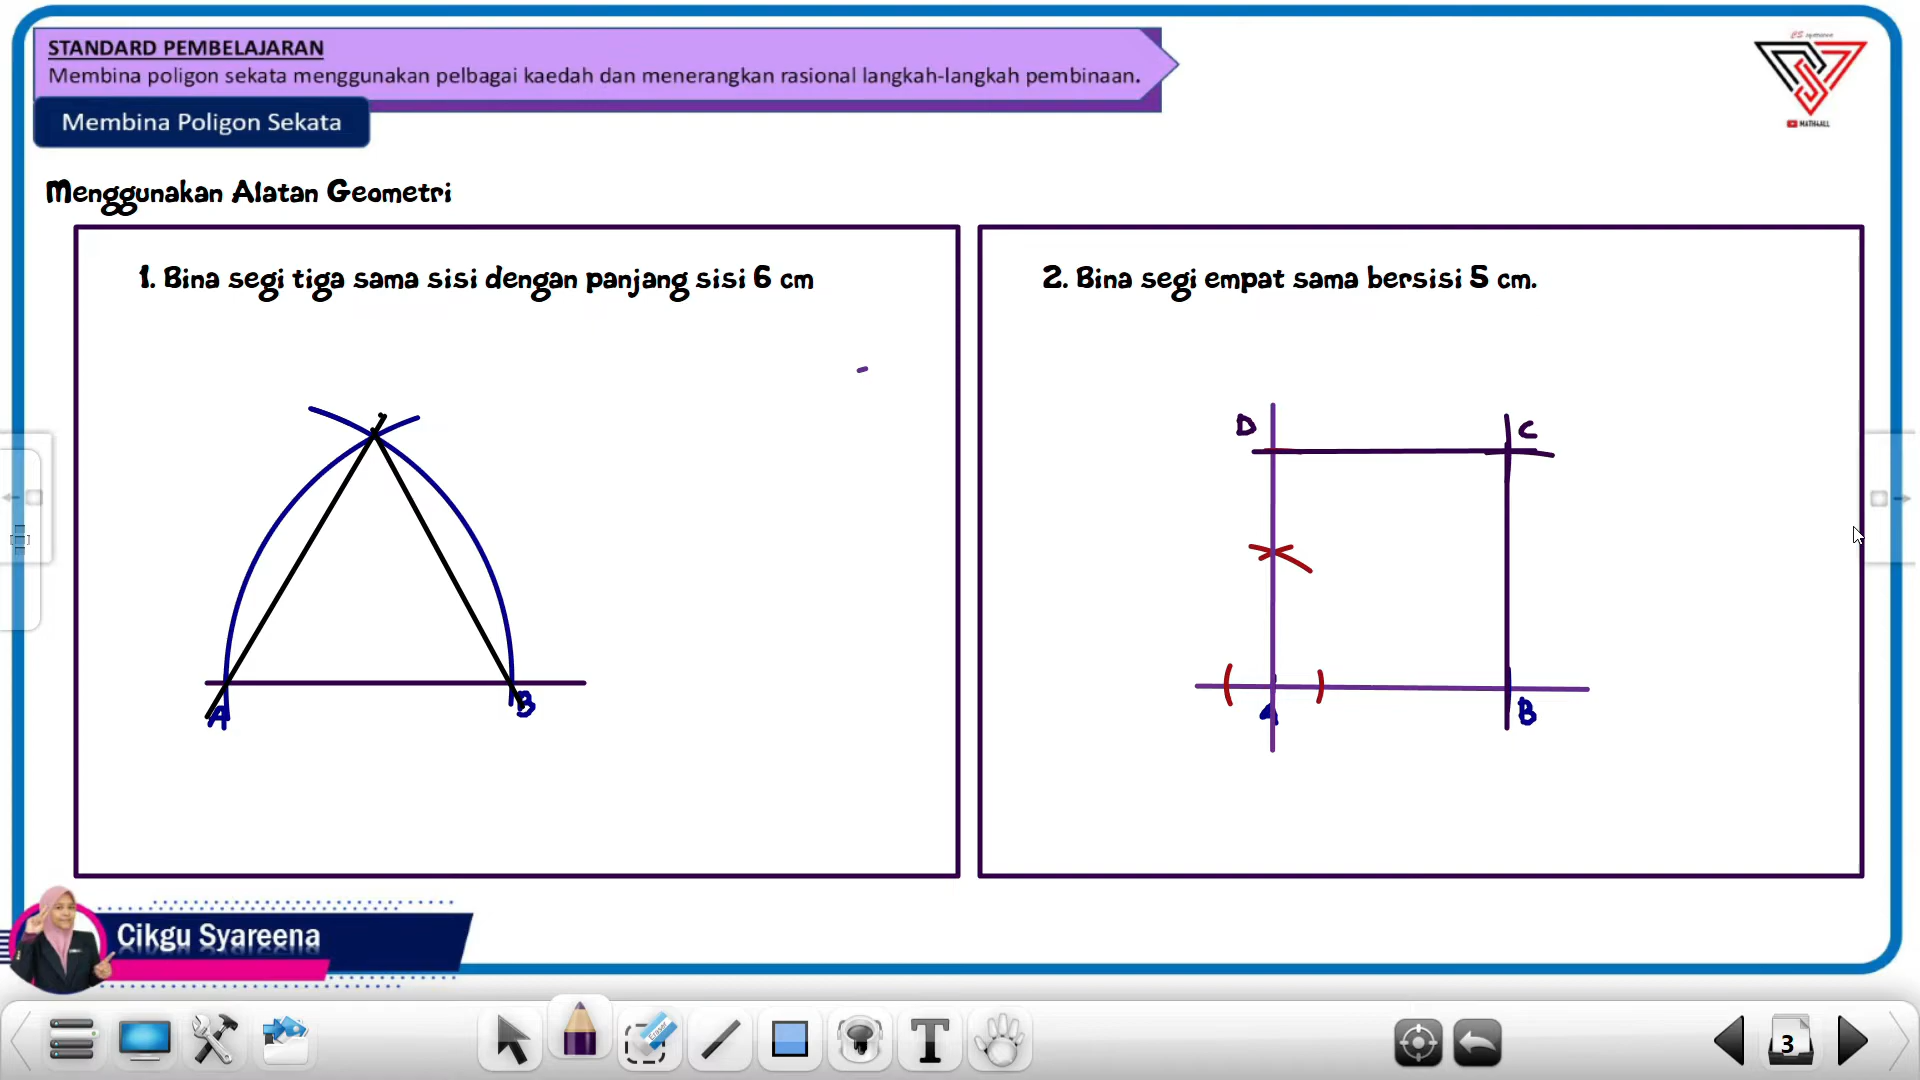 STANDARD PEMBELAJARAN
Membina poligon sekata menggunakan pelbagai kaedah dan menerangkan rasional langkah-langkah pembinaan.
Membina Poligon Sekata
MATH4ALL
Menggunakan Alatan Geometri
1. Bina segi tiga sama sisi dengan panjang sisi 6 cm
2. Bina segi empat sama bersisi 5 cm.
D
C
A
B
A
B
Cikgu Syareena
Eraser
T
3